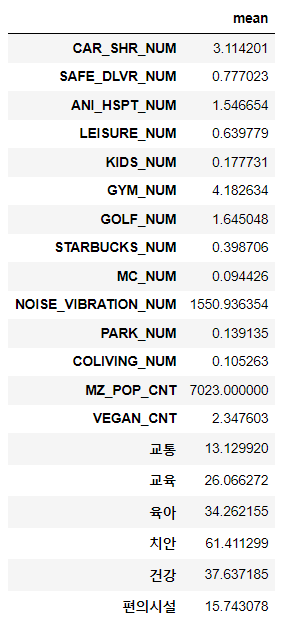 mean
CAR_SHR_NUM 3.114201
SAFE_DLVR_NUM 0.777023
ANI_HSPT_NUM 1.546654
LEISURE_NUM 0.639779
KIDS_NUM 0.177731
GYM_NUM 4.182634
GOLF_NUM 1.645048
STARBUCKS_NUM 0.398706
MC_NUM 0.094426
NOISE_VIBRATION_NUM 1550.936354
PARK_NUM 0.139135
COLIVING_NUM 0.105263
MZ_POP_CNT 7023.000000
VEGAN_CNT 2.347603
교통 13.129920
교육 26.066272
육아 34.262155
치안 61.411299
건강 37.637185
편의시설 15.743078